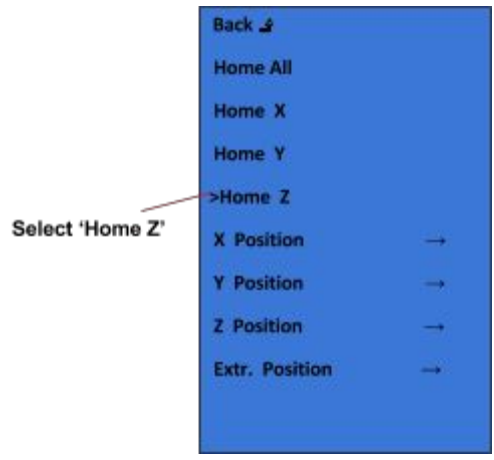 Back
Home All
Home X
Home Y
>Home Z
Select ‘Home Z’
X Position →
Y Position →
Z Position →
Extr. Position →